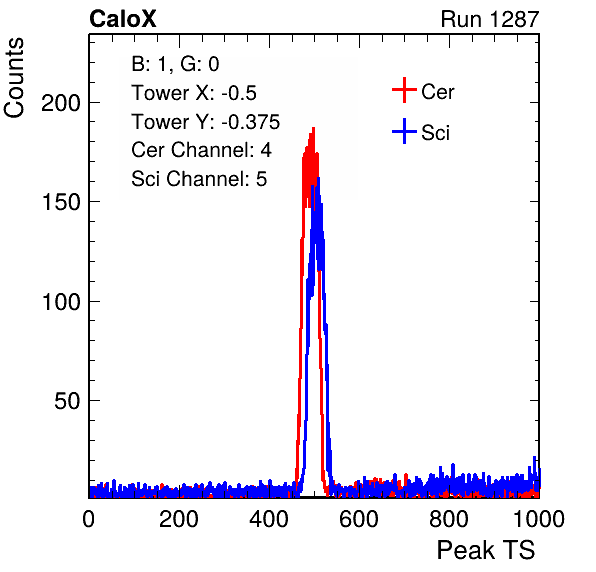 CaloX Run 1287
Counts
B: 1, G: 0
Tower X: -0.5
Tower Y: -0.375
Cer Channel: 4
Sci Channel: 5
Cer
Sci
200
150
100
50
0 200 400 600 800 1000
Peak TS